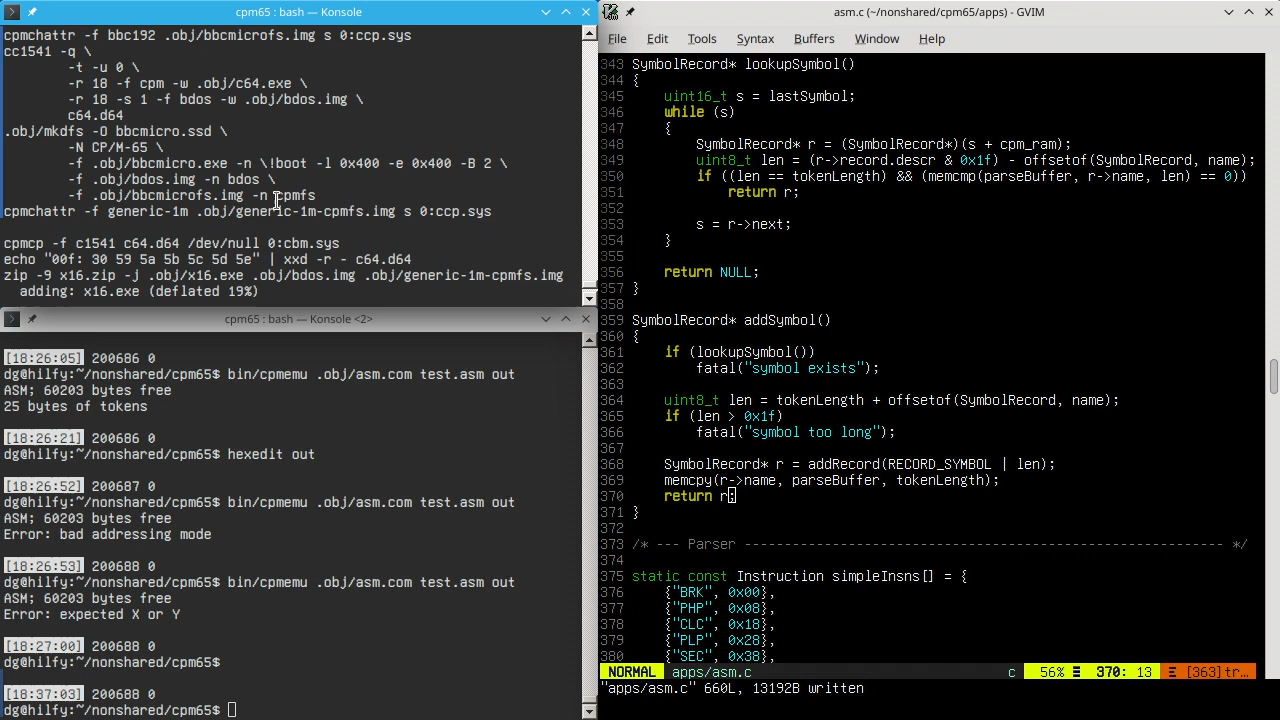 cpm65 : bash — Konsole
cpmchattr -f bbc192 .obj/bbcmicrofs.img s 0:ccp.sys
cc1541 -q \
-t -u 0 \
-r 18 -f cpm -w .obj/c64.exe \
-r 18 -s 1 -f bdos -w .obj/bdos.img \
c64.d64
.obj/mkdfs -O bbcmicro.ssd \
-N CP/M-65 \
-f .obj/bbcmicro.exe -n \!boot -l 0x400 -e 0x400 -B 2 \
-f .obj/bdos.img -n bdos \
-f .obj/bbcmicrofs.img -n cpmfs
cpmchattr -f generic-1m .obj/generic-1m-cpmfs.img s 0:ccp.sys
cpmcp -f c1541 c64.d64 /dev/null 0:cbm.sys
echo "00f: 30 59 5a 5b 5c 5d 5e" | xxd -r - c64.d64
zip -9 x16.zip -j .obj/x16.exe .obj/bdos.img .obj/generic-1m-cpmfs.img
adding: x16.exe (deflated 19%)
cpm65 : bash — Konsole <2>
[18:26:05] 200686 0
dg@hilfy:~/nonshared/cpm65$ bin/cpmemu .obj/asm.com test.asm out
ASM; 60203 bytes free
25 bytes of tokens
[18:26:21] 200686 0
dg@hilfy:~/nonshared/cpm65$ hexedit out
[18:26:52] 200687 0
dg@hilfy:~/nonshared/cpm65$ bin/cpmemu .obj/asm.com test.asm out
ASM; 60203 bytes free
Error: bad addressing mode
[18:26:53] 200688 0
dg@hilfy:~/nonshared/cpm65$ bin/cpmemu .obj/asm.com test.asm out
ASM; 60203 bytes free
Error: expected X or Y
[18:27:00] 200688 0
dg@hilfy:~/nonshared/cpm65$
[18:37:03] 200688 0
dg@hilfy:~/nonshared/cpm65$
asm.c (~/nonshared/cpm65/apps) - GVIM
File Edit Tools Syntax Buffers Window Help
343 SymbolRecord* lookupSymbol()
344 {
345 uint16_t s = lastSymbol;
346 while (s)
347 {
348 SymbolRecord* r = (SymbolRecord*)(s + cpm_ram);
349 uint8_t len = (r->record.descr & 0x1f) - offsetof(SymbolRecord, name);
350 if ((len == tokenLength) && (memcmp(parseBuffer, r->name, len) == 0))
351 return r;
352
353 s = r->next;
354 }
355
356 return NULL;
357 }
358
359 SymbolRecord* addSymbol()
360 {
361 if (lookupSymbol())
362 fatal("symbol exists");
363
364 uint8_t len = tokenLength + offsetof(SymbolRecord, name);
365 if (len > 0x1f)
366 fatal("symbol too long");
367
368 SymbolRecord* r = addRecord(RECORD_SYMBOL | len);
369 memcpy(r->name, parseBuffer, tokenLength);
370 return r;
371 }
372
373 /* --- Parser ------------------------------------------------------------ */
374
375 static const Instruction simpleInsns[] = {
376 {"BRK", 0x00},
377 {"PHP", 0x08},
378 {"CLC", 0x18},
379 {"PLP", 0x28},
380 {"SEC", 0x38},
NORMAL apps/asm.c c 56% ☰ 370: 13 Ξ [363]tr…
"apps/asm.c" 660L, 13192B written